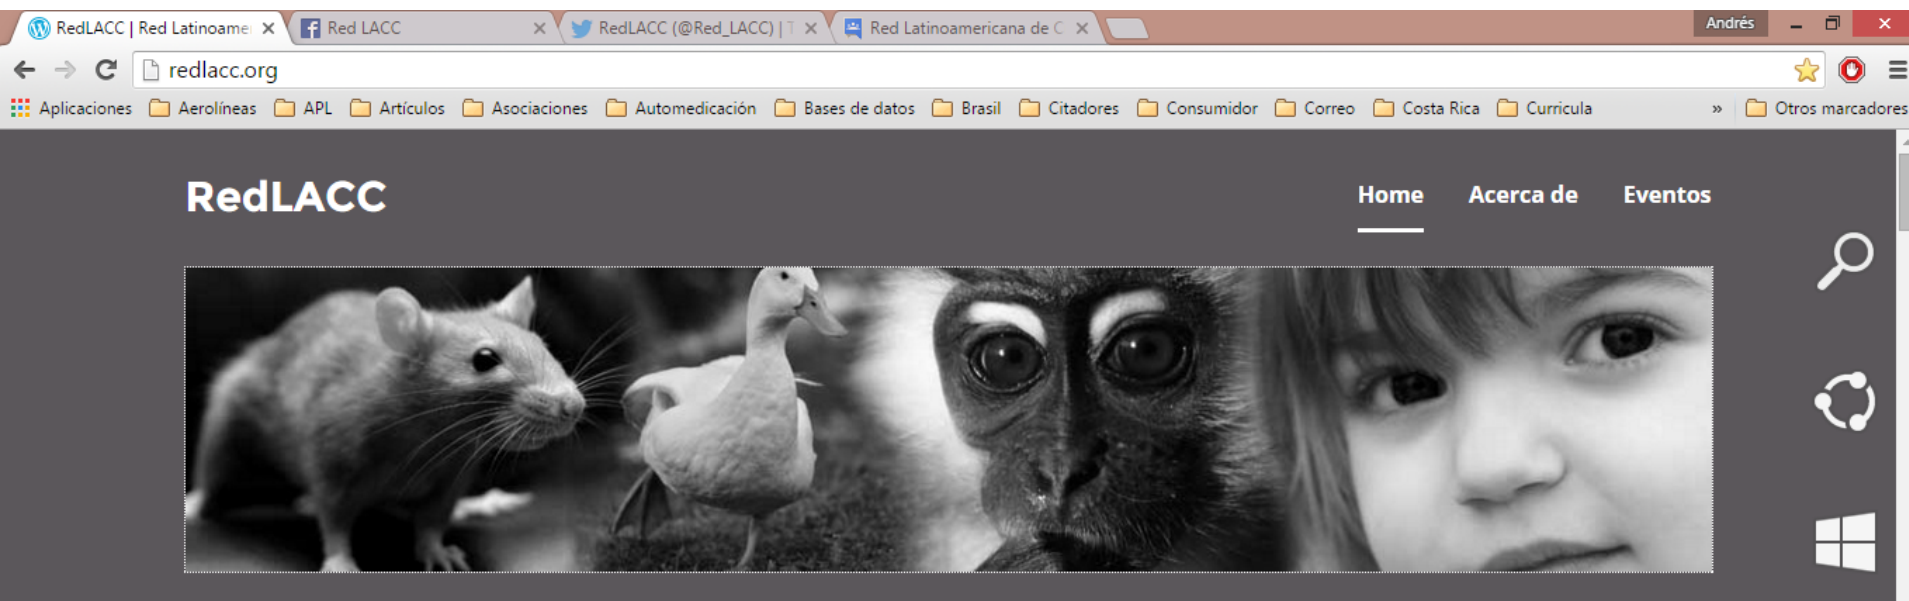 RedLACC | Red Latinoame Red LACC RedLACC (@Red_LACC) | T Red Latinoamericana de C Andrés
redlacc.org
Aplicaciones Aerolíneas APL Artículos Asociaciones Automedicación Bases de datos Brasil Citadores Consumidor Correo Costa Rica Curricula » Otros marcadores
RedLACC Home Acerca de Eventos